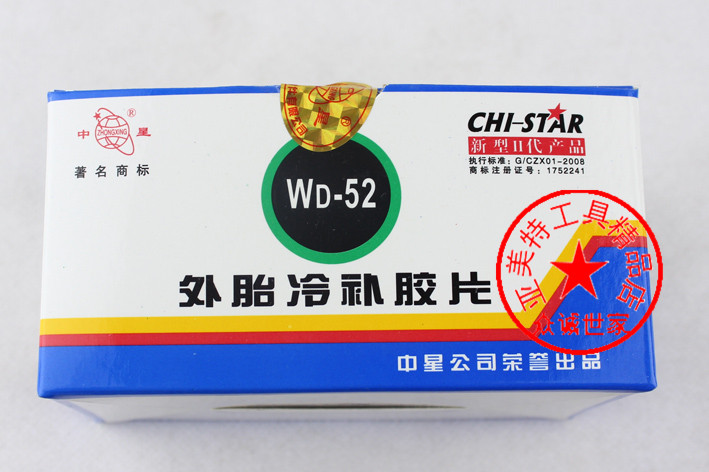 中 ZHONGXING 星 ®
著名商标
CHI-STAR
新型II代产品
执行标准：G/CZX01-2008
商标注册证号：1752241
WD-52
外胎冷补胶片
亚美特工具精品店
诚世家
中星公司荣誉出品